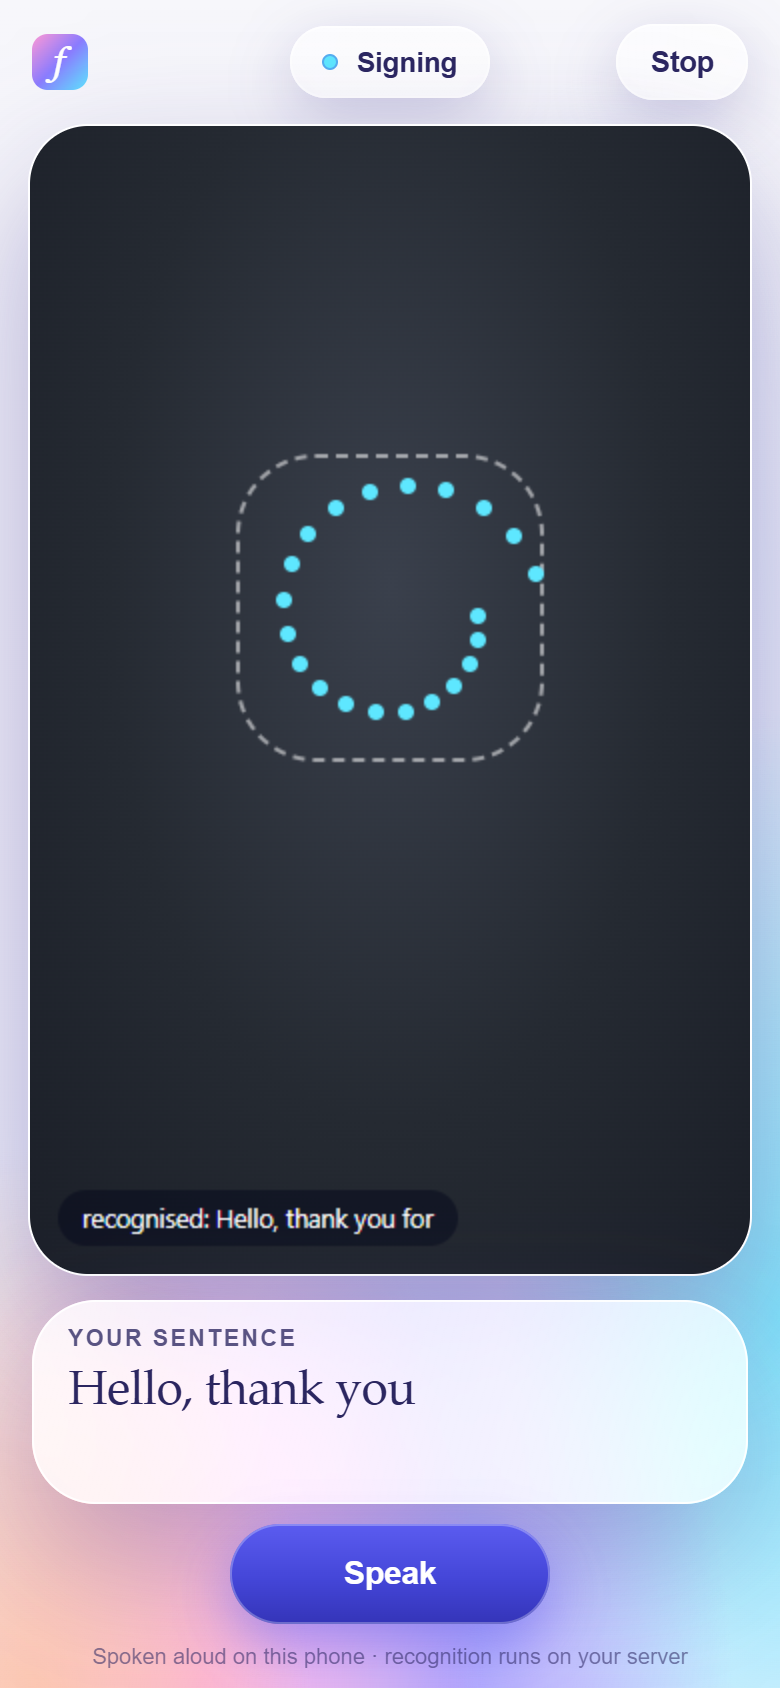 f
Signing
Stop
recognised: Hello, thank you for
YOUR SENTENCE
Hello, thank you
Speak
Spoken aloud on this phone · recognition runs on your server